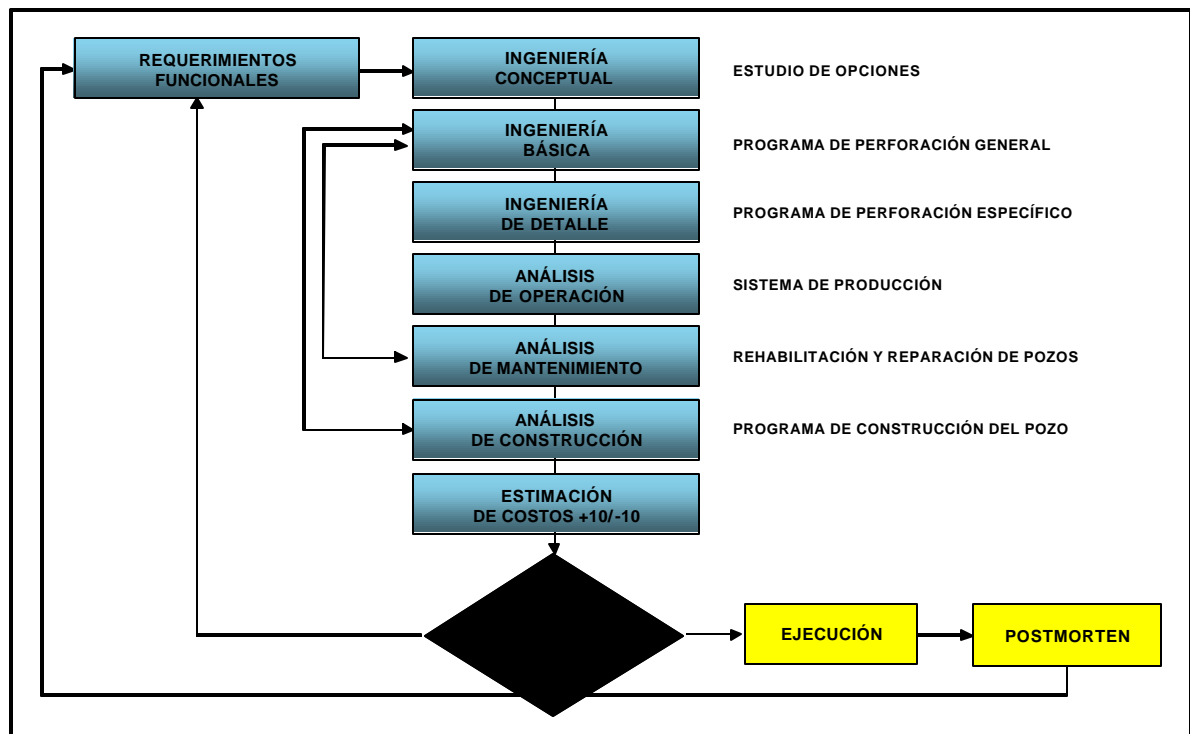 REQUERIMIENTOS
FUNCIONALES
INGENIERÍA
CONCEPTUAL
ESTUDIO DE OPCIONES
INGENIERÍA
BÁSICA
PROGRAMA DE PERFORACIÓN GENERAL
INGENIERÍA
DE DETALLE
PROGRAMA DE PERFORACIÓN ESPECÍFICO
ANÁLISIS
DE OPERACIÓN
SISTEMA DE PRODUCCIÓN
ANÁLISIS
DE MANTENIMIENTO
REHABILITACIÓN Y REPARACIÓN DE POZOS
ANÁLISIS
DE CONSTRUCCIÓN
PROGRAMA DE CONSTRUCCIÓN DEL POZO
ESTIMACIÓN
DE COSTOS +10/-10
EJECUCIÓN
POSTMORTEN